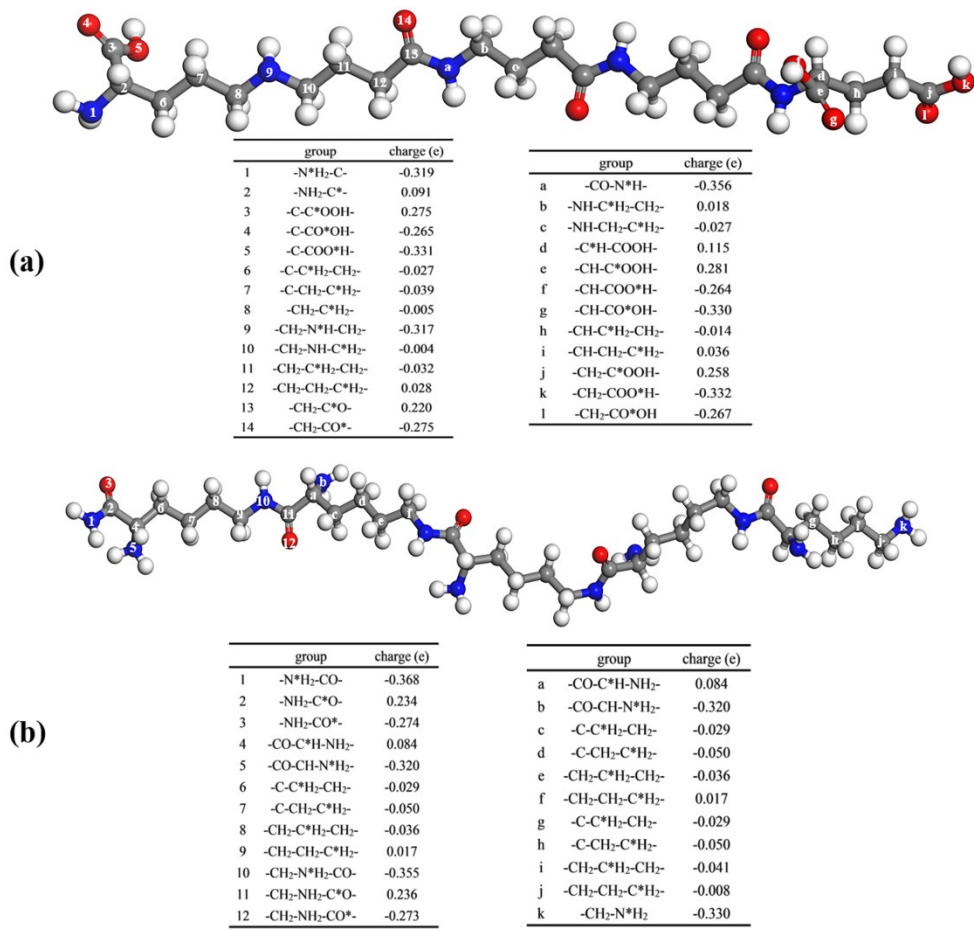 14
4 3 5 2 7 9 11 13 b d k
1 6 8 10 12 a o e h j
g l
group charge (e)
1 -N*H₂-C- -0.319
2 -NH₂-C*- 0.091
3 -C-C*OOH- 0.275
4 -C-CO*OH- -0.265
5 -C-COO*H- -0.331
6 -C-C*H₂-CH₂- -0.027
7 -C-CH₂-C*H₂- -0.039
8 -CH₂-C*H₂- -0.005
9 -CH₂-N*H-CH₂- -0.317
10 -CH₂-NH-C*H₂- -0.004
11 -CH₂-C*H₂-CH₂- -0.032
12 -CH₂-CH₂-C*H₂- 0.028
13 -CH₂-C*O- 0.220
14 -CH₂-CO*- -0.275
group charge (e)
a -CO-N*H- -0.356
b -NH-C*H₂-CH₂- 0.018
c -NH-CH₂-C*H₂- -0.027
d -C*H-COOH- 0.115
e -CH-C*OOH- 0.281
f -CH-COO*H- -0.264
g -CH-CO*OH- -0.330
h -CH-C*H₂-CH₂- -0.014
i -CH-CH₂-C*H₂- 0.036
j -CH₂-C*OOH- 0.258
k -CH₂-COO*H- -0.332
l -CH₂-CO*OH -0.267
(a)
3 2 6 8 10 a b d f
1 4 5 7 9 11 12 e
g i k
h j
group charge (e)
1 -N*H₂-CO- -0.368
2 -NH₂-C*O- 0.234
3 -NH₂-CO*- -0.274
4 -CO-C*H-NH₂- 0.084
5 -CO-CH-N*H₂- -0.320
6 -C-C*H₂-CH₂- -0.029
7 -C-CH₂-C*H₂- -0.050
8 -CH₂-C*H₂-CH₂- -0.036
9 -CH₂-CH₂-C*H₂- 0.017
10 -CH₂-N*H₂-CO- -0.355
11 -CH₂-NH₂-C*O- 0.236
12 -CH₂-NH₂-CO*- -0.273
group charge (e)
a -CO-C*H-NH₂- 0.084
b -CO-CH-N*H₂- -0.320
c -C-C*H₂-CH₂- -0.029
d -C-CH₂-C*H₂- -0.050
e -CH₂-C*H₂-CH₂- -0.036
f -CH₂-CH₂-C*H₂- 0.017
g -C-C*H₂-CH₂- -0.029
h -C-CH₂-C*H₂- -0.050
i -CH₂-C*H₂-CH₂- -0.041
j -CH₂-CH₂-C*H₂- -0.008
k -CH₂-N*H₂ -0.330
(b)